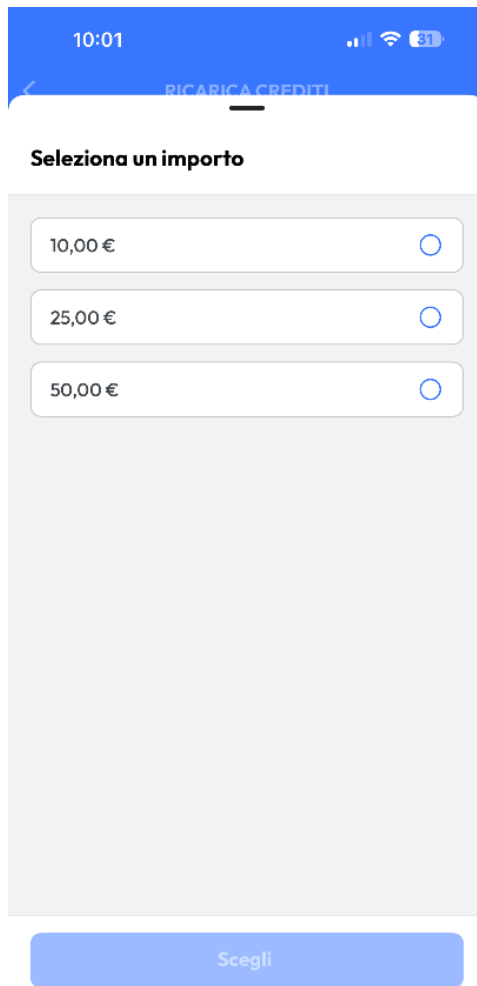 10:01
31
RICARICA CREDITI
Seleziona un importo
10,00 €
25,00 €
50,00 €
Scegli